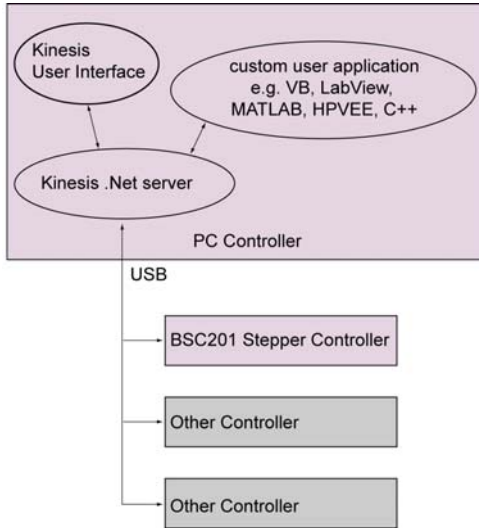 Kinesis
User Interface
custom user application
e.g. VB, LabView,
MATLAB, HPVEE, C++
Kinesis .Net server
PC Controller
USB
BSC201 Stepper Controller
Other Controller
Other Controller